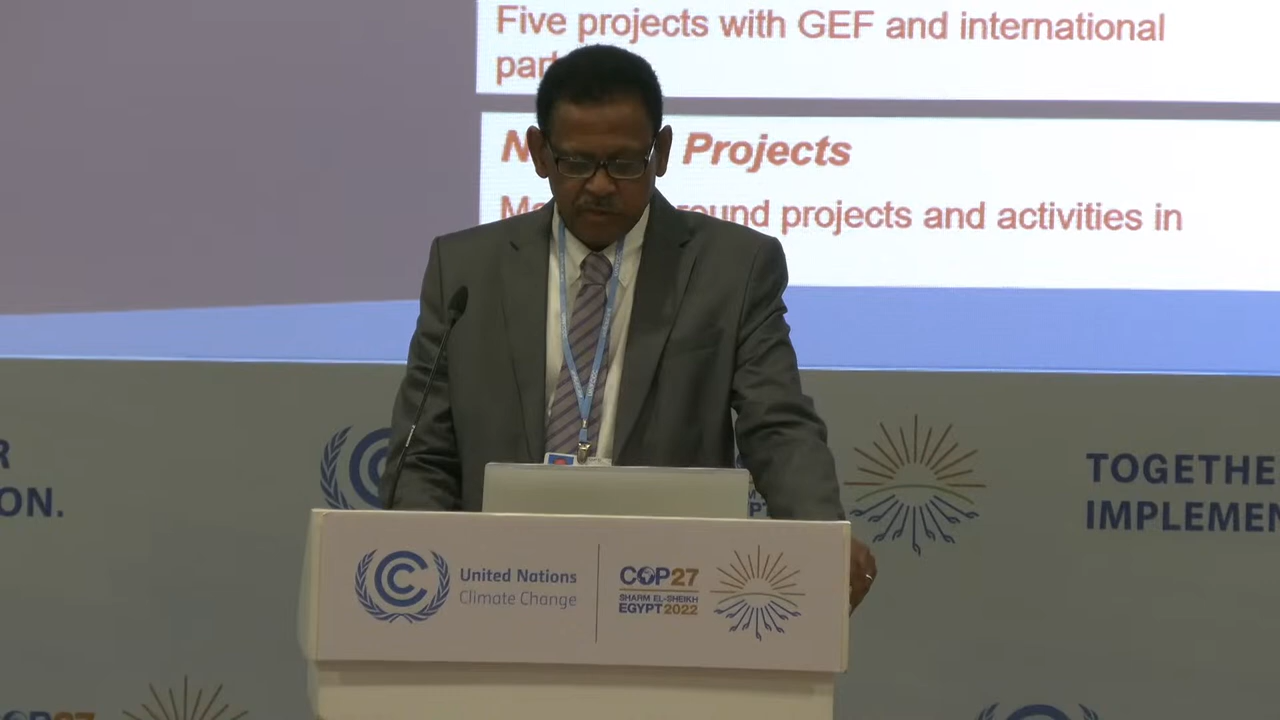 Five projects with GEF and international
Projects
projects and activities in
TOGETHE
IMPLEMEN
ON.
United Nations
Climate Change
COP27
SHARM EL-SHEIKH
EGYPT 2022